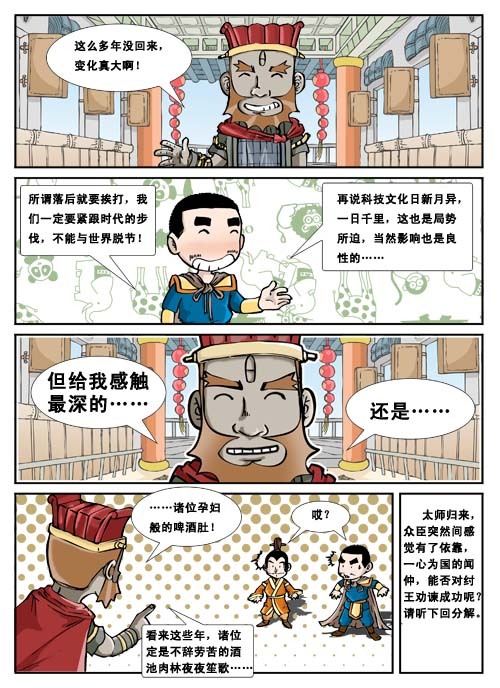 这么多年没回来，
变化真大啊！
所谓落后就要挨打，我
们一定要紧跟时代的步
伐，不能与世界脱节！
再说科技文化日新月异，
一日千里，这也是局势
所迫，当然影响也是良
性的……
但给我感触
最深的……
还是……
……诸位孕妇
般的啤酒肚！
哎？
看来这些年，诸位
定是不辞劳苦的酒
池肉林夜夜笙歌……
太师归来，
众臣突然间感
觉有了依靠，
一心为国的闻
仲，能否对纣
王劝谏成功呢？
请听下回分解。